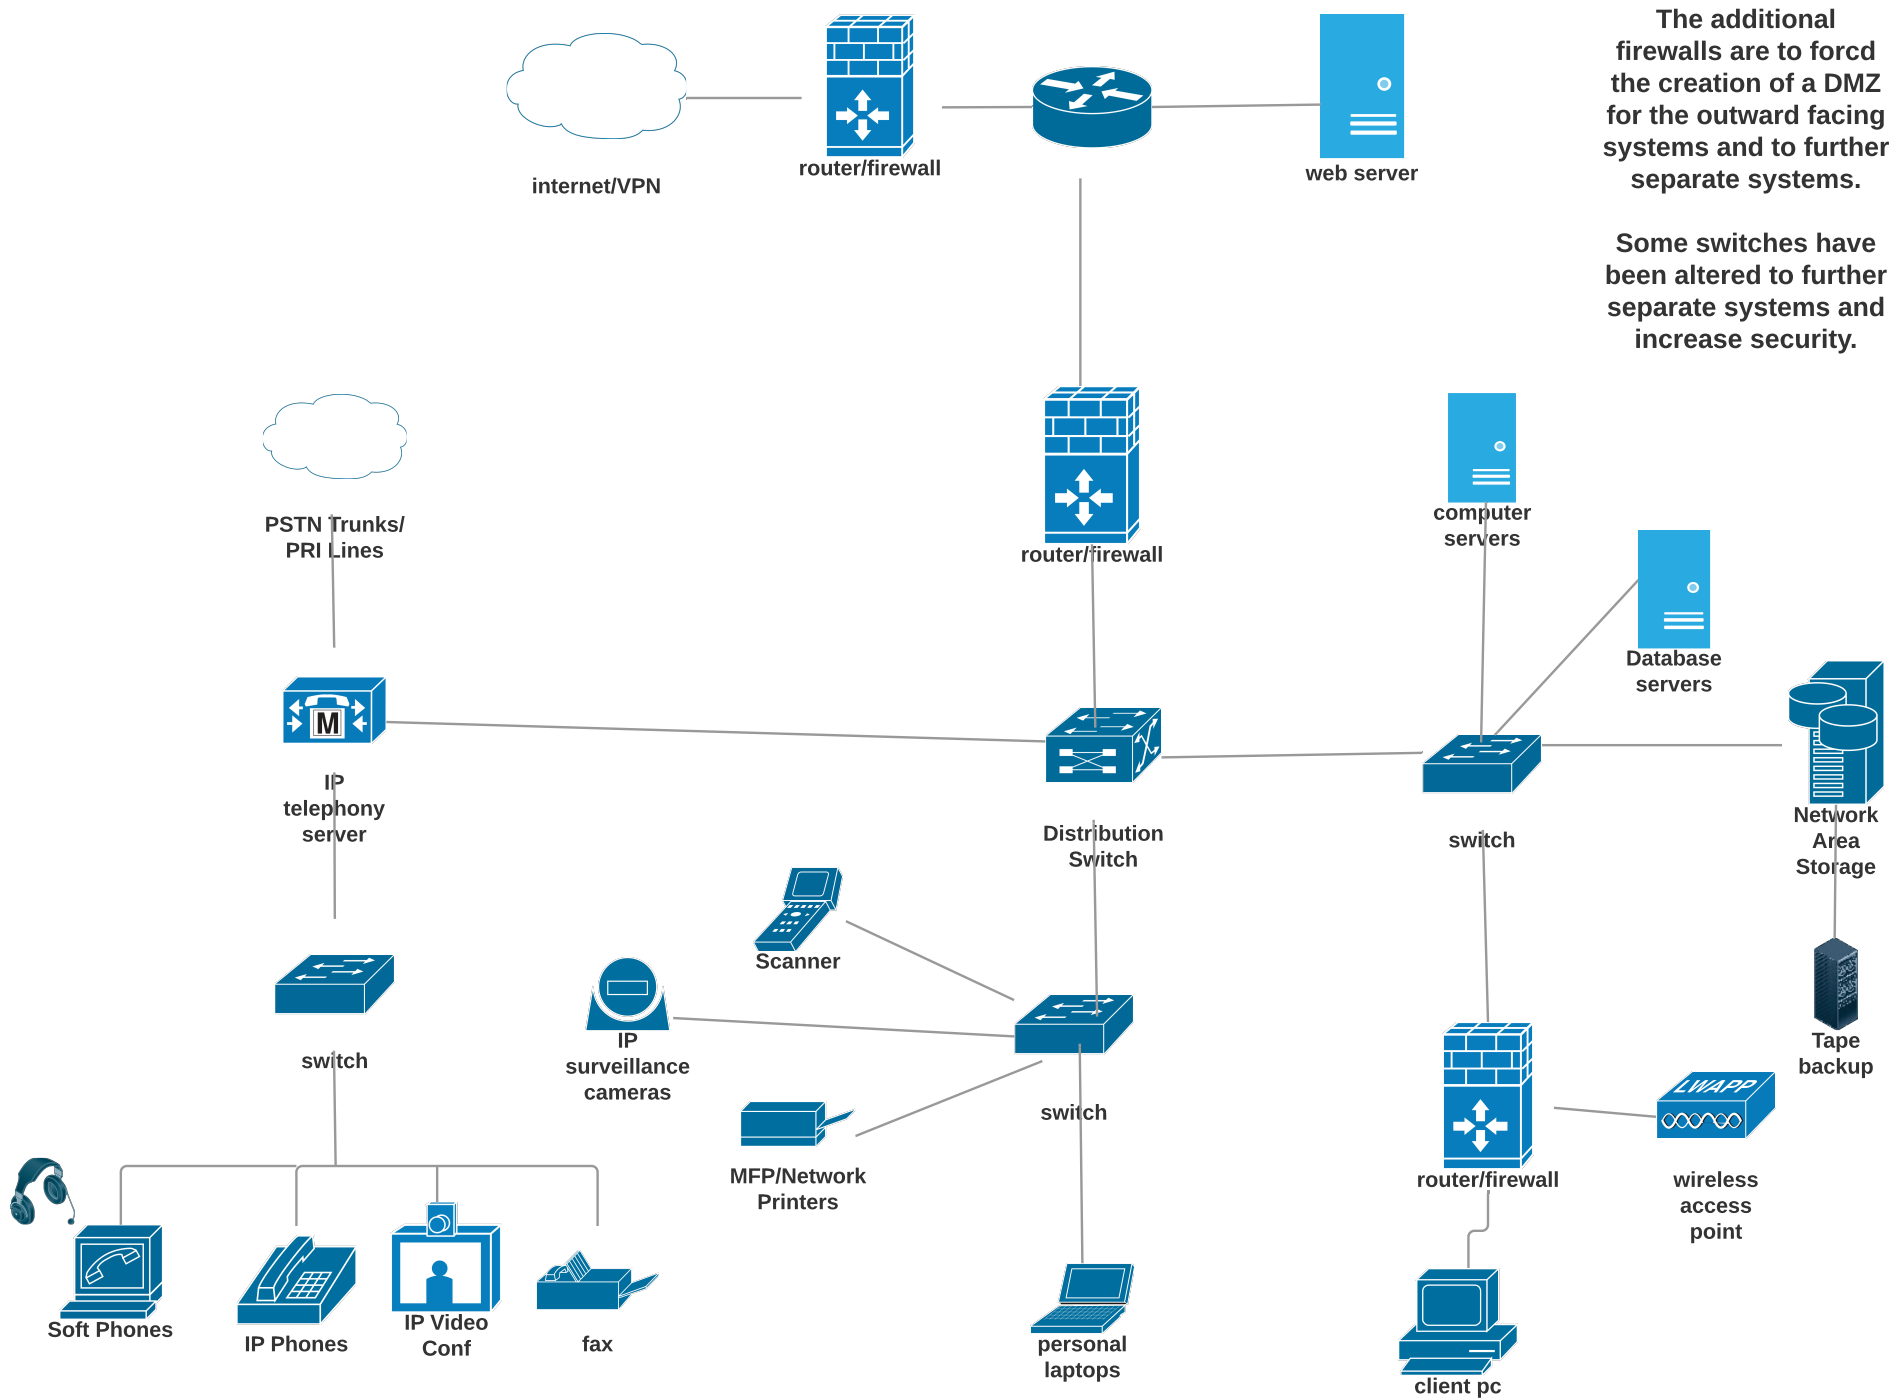 The additional
firewalls are to forcd
the creation of a DMZ
for the outward facing
systems and to further
separate systems.
Some switches have
been altered to further
separate systems and
increase security.
internet/VPN
router/firewall
web server
PSTN Trunks/
PRI Lines
router/firewall
computer
servers
Database
servers
M
IP
telephony
server
Distribution
Switch
switch
Network
Area
Storage
Scanner
IP
surveillance
cameras
switch
switch
Tape
backup
LWAPP
MFP/Network
Printers
router/firewall
wireless
access
point
Soft Phones
IP Phones
IP Video
Conf
fax
personal
laptops
client pc